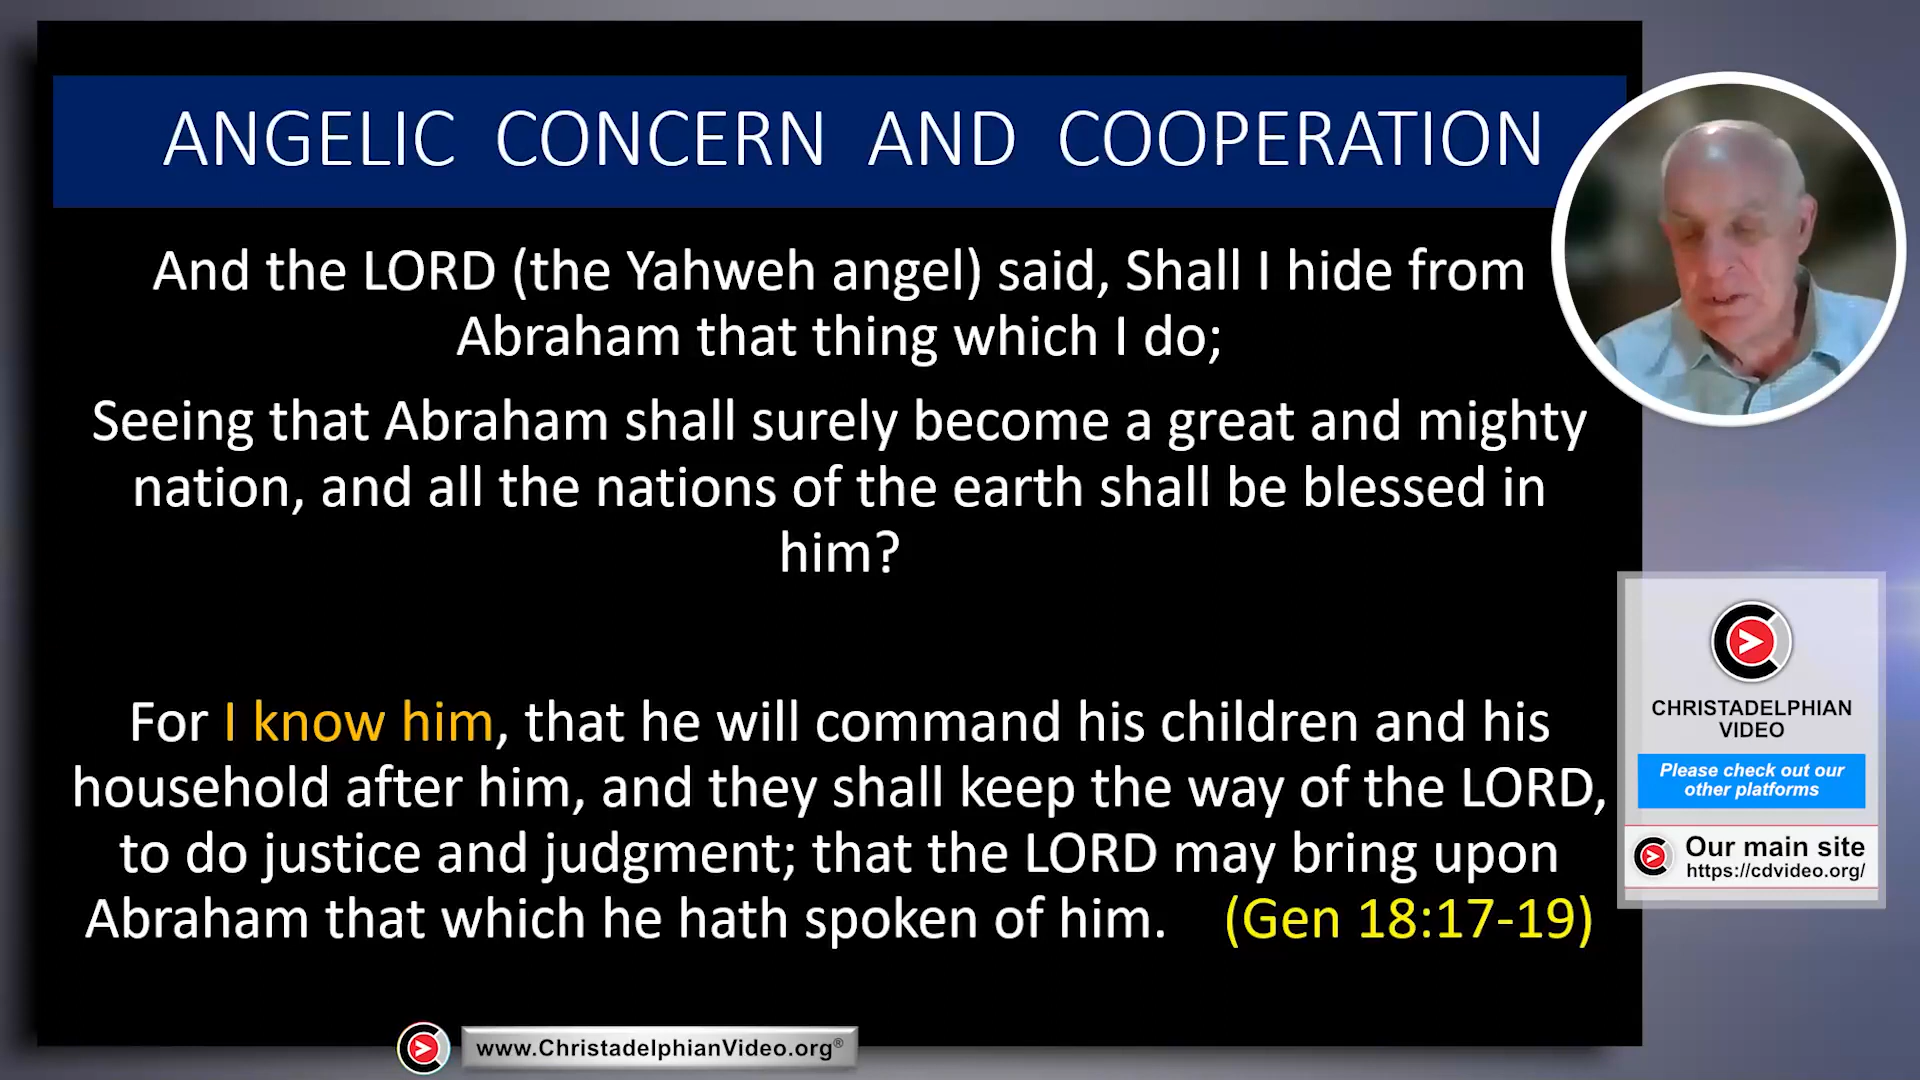 ANGELIC CONCERN AND COOPERATION
And the LORD (the Yahweh angel) said, Shall I hide from
Abraham that thing which I do;
Seeing that Abraham shall surely become a great and mighty
nation, and all the nations of the earth shall be blessed in
him?
For I know him, that he will command his children and his
household after him, and they shall keep the way of the LORD,
to do justice and judgment; that the LORD may bring upon
Abraham that which he hath spoken of him. (Gen 18:17-19)
CHRISTADELPHIAN
VIDEO
Please check out our
other platforms
Our main site
https://cdvideo.org/
www.ChristadelphianVideo.org®